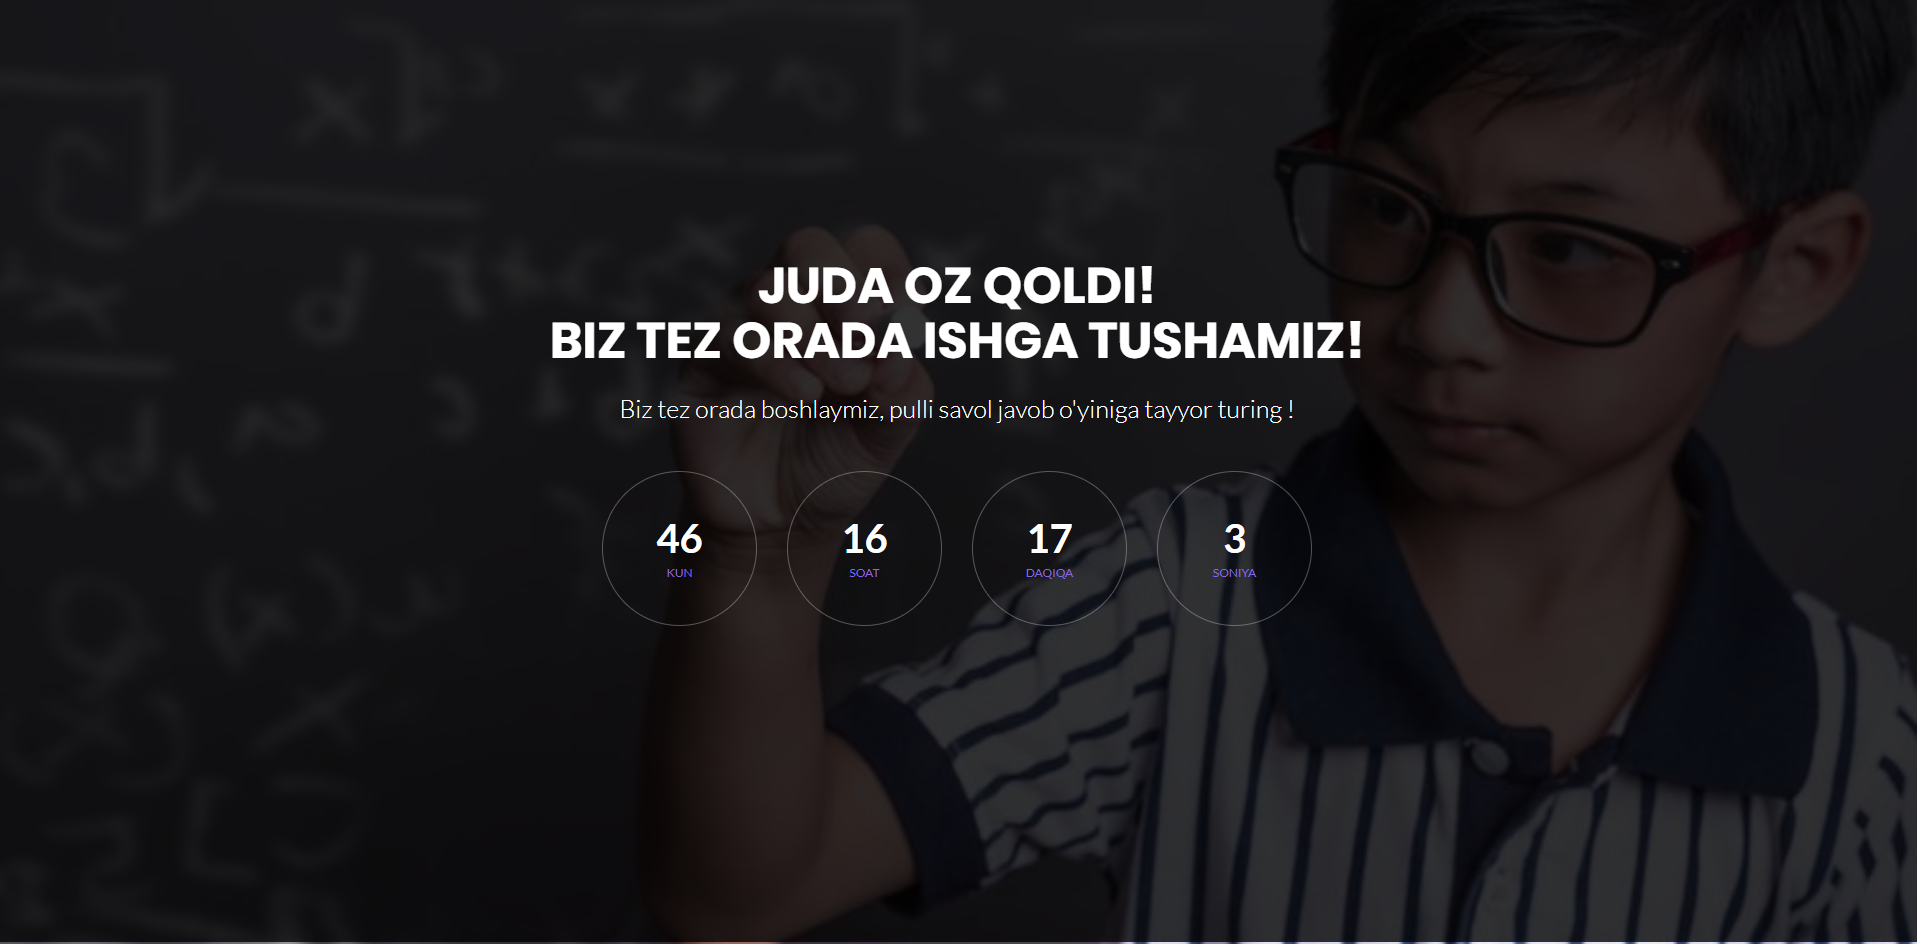 JUDA OZ QOLDI!
BIZ TEZ ORADA ISHGA TUSHAMIZ!
Biz tez orada boshlaymiz, pulli savol javob o'yiniga tayyor turing !
46 16 17 3
KUN SOAT DAQIQA SONIYA